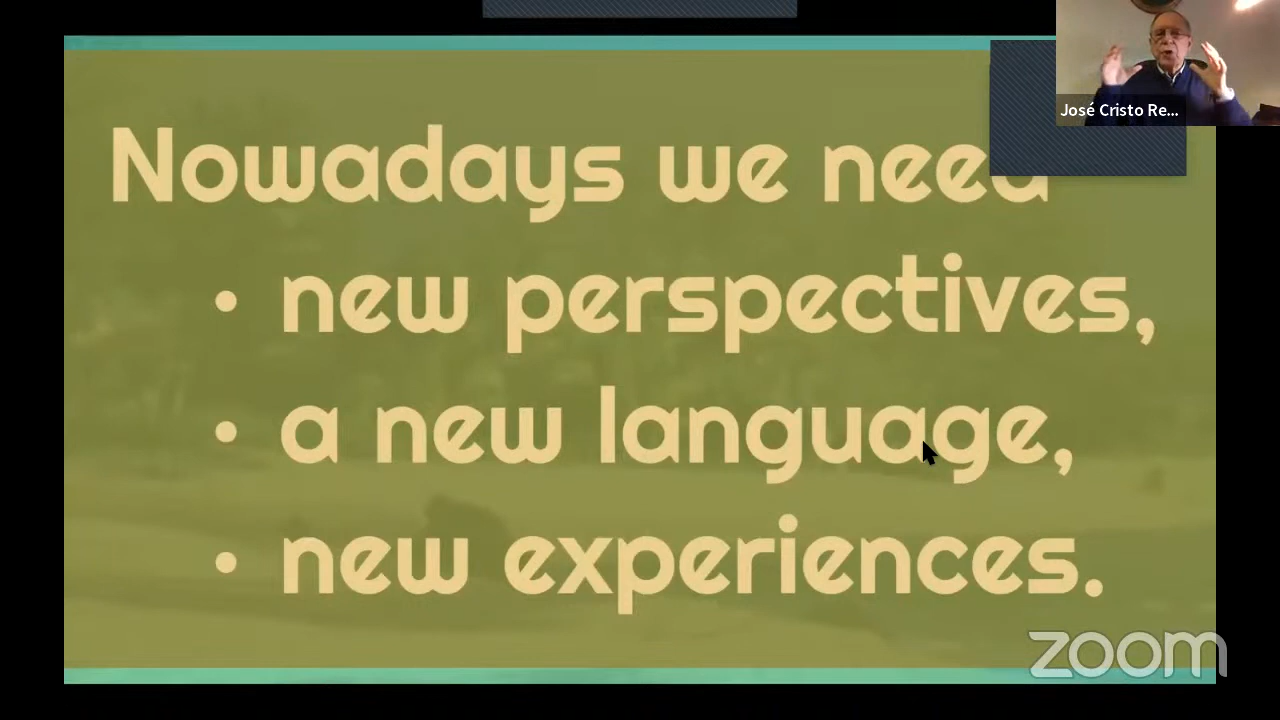 José Cristo Re...
Nowadays we need
• new perspectives,
• a new language,
• new experiences.
zoom